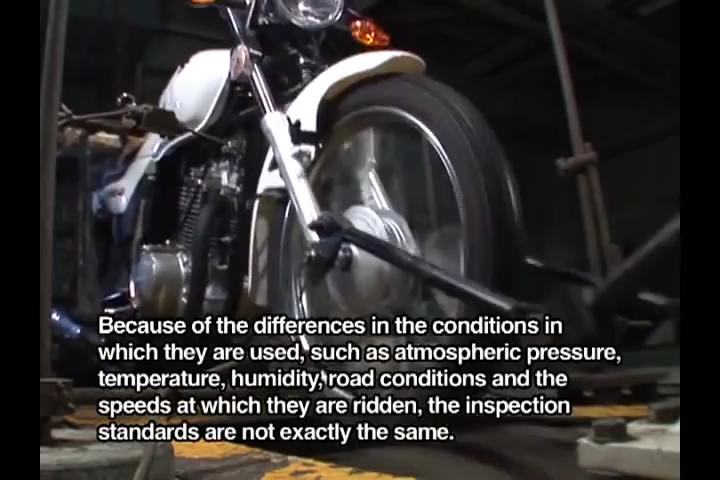 Because of the differences in the conditions in
which they are used, such as atmospheric pressure,
temperature, humidity, road conditions and the
speeds at which they are ridden, the inspection
standards are not exactly the same.